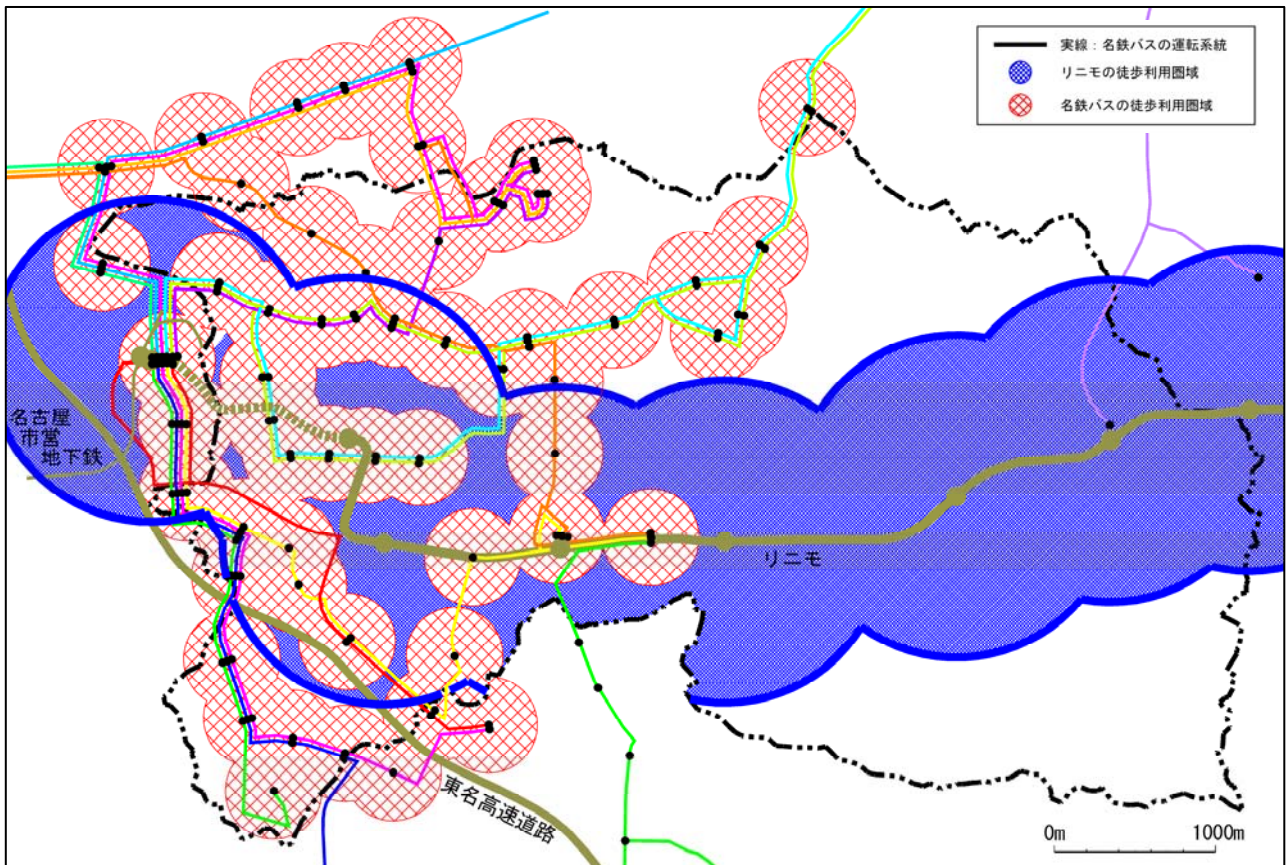 実線：名鉄バスの運転系統
リニモの徒歩利用圏域
名鉄バスの徒歩利用圏域
名古屋
市営
地下鉄
リニモ
東名高速道路
0m
1000m